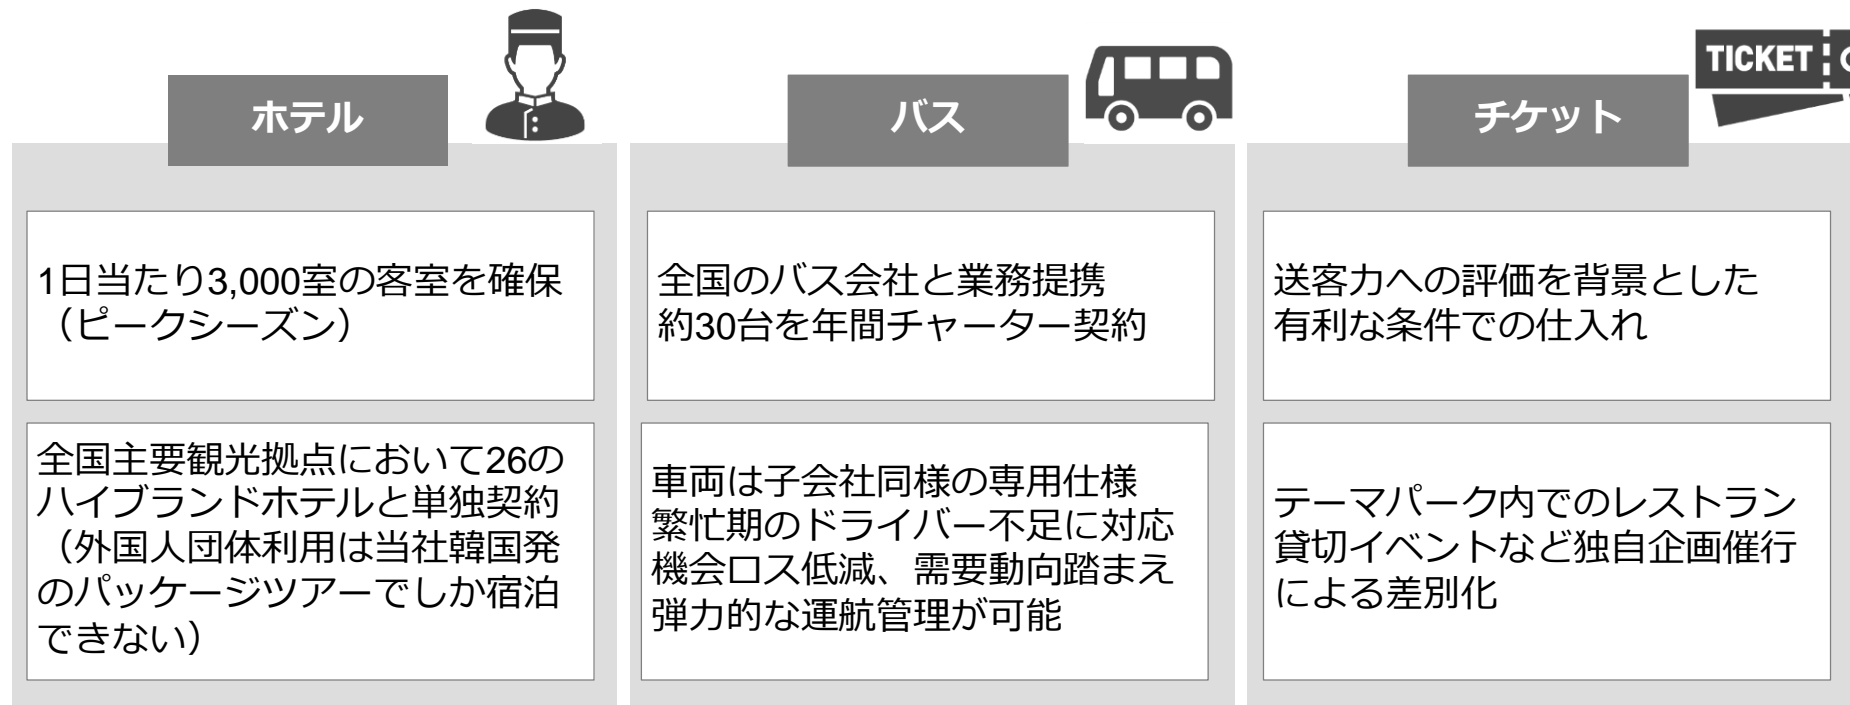 ホテル
1日当たり3,000室の客室を確保
（ピークシーズン）
全国主要観光拠点において26の
ハイブランドホテルと単独契約
（外国人団体利用は当社韓国発
のパッケージツアーでしか宿泊
できない）
バス
全国のバス会社と業務提携
約30台を年間チャーター契約
車両は子会社同様の専用仕様
繁忙期のドライバー不足に対応
機会ロス低減、需要動向踏まえ
弾力的な運航管理が可能
TICKET
チケット
送客力への評価を背景とした
有利な条件での仕入れ
テーマパーク内でのレストラン
貸切イベントなど独自企画催行
による差別化